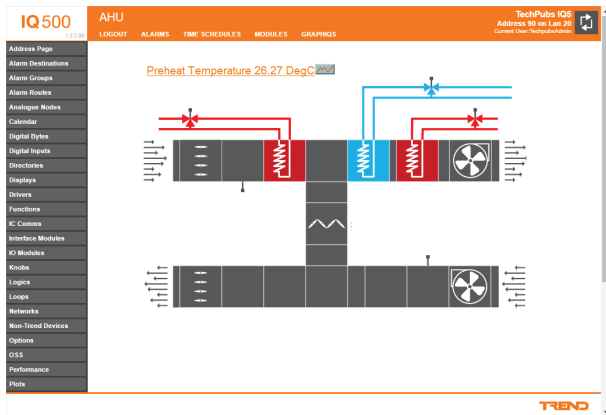 IQ500
1.0.2.86
AHU
TechPubs IQ5
Address 90 on Lan 20
Current User:TechpubsAdmin
LOGOUT ALARMS TIME SCHEDULES MODULES GRAPHIQS
Address Page
Alarm Destinations
Alarm Groups
Alarm Routes
Analogue Nodes
Calendar
Digital Bytes
Digital Inputs
Directories
Displays
Drivers
Functions
IC Comms
Interface Modules
IO Modules
Knobs
Logics
Loops
Networks
Non-Trend Devices
Options
OSS
Performance
Plots
Preheat Temperature 26.27 DegC
TREND